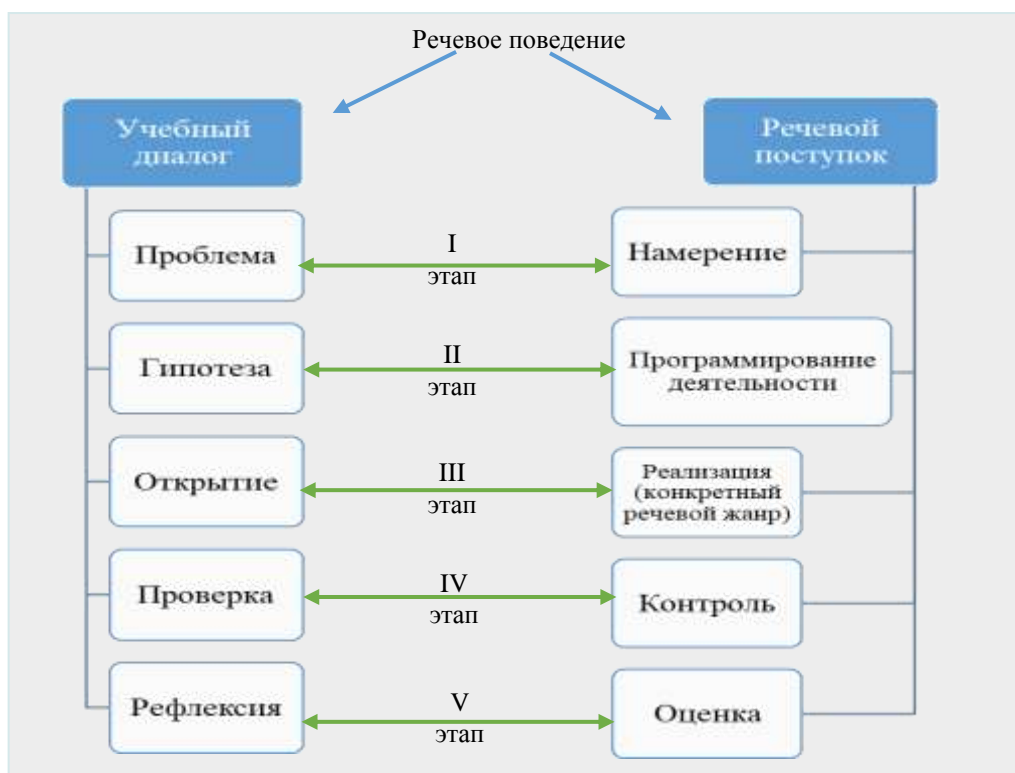 Речевое поведение
Учебный
диалог
Речевой
поступок
Проблема
I
этап
Намерение
Гипотеза
II
этап
Программирование
деятельности
Открытие
III
этап
Реализация
(конкретный
речевой жанр)
Проверка
IV
этап
Контроль
Рефлексия
V
этап
Оценка